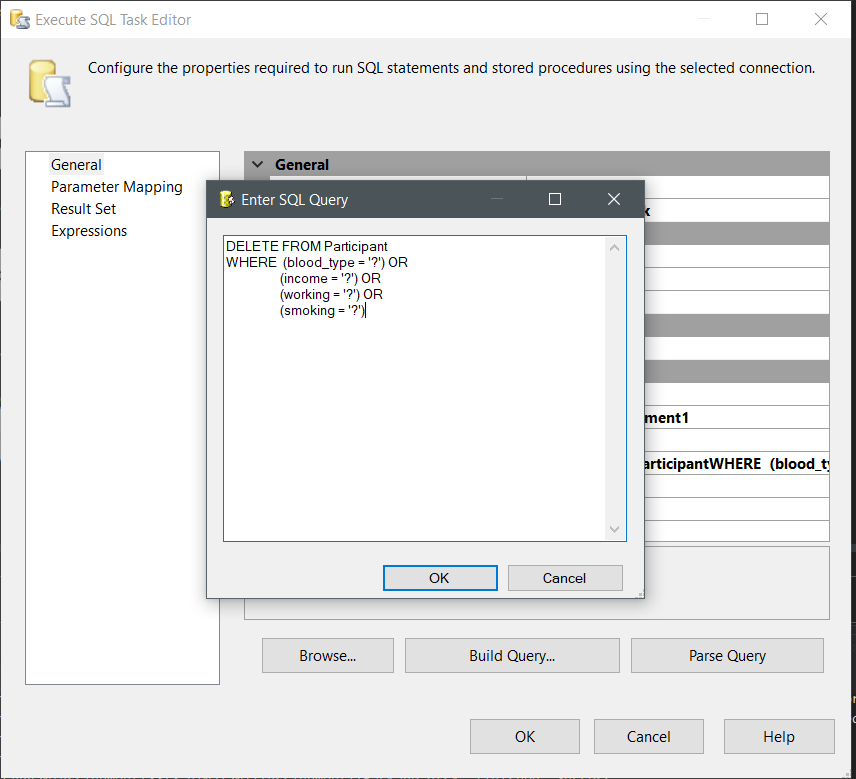 Execute SQL Task Editor
Configure the properties required to run SQL statements and stored procedures using the selected connection.
General
Parameter Mapping
Result Set
Expressions
General
Enter SQL Query
DELETE FROM Participant
WHERE (blood_type = '?') OR
(income = '?') OR
(working = '?') OR
(smoking = '?')
ment1
articipantWHERE (blood_ty
OK
Cancel
Browse...
Build Query...
Parse Query
OK
Cancel
Help